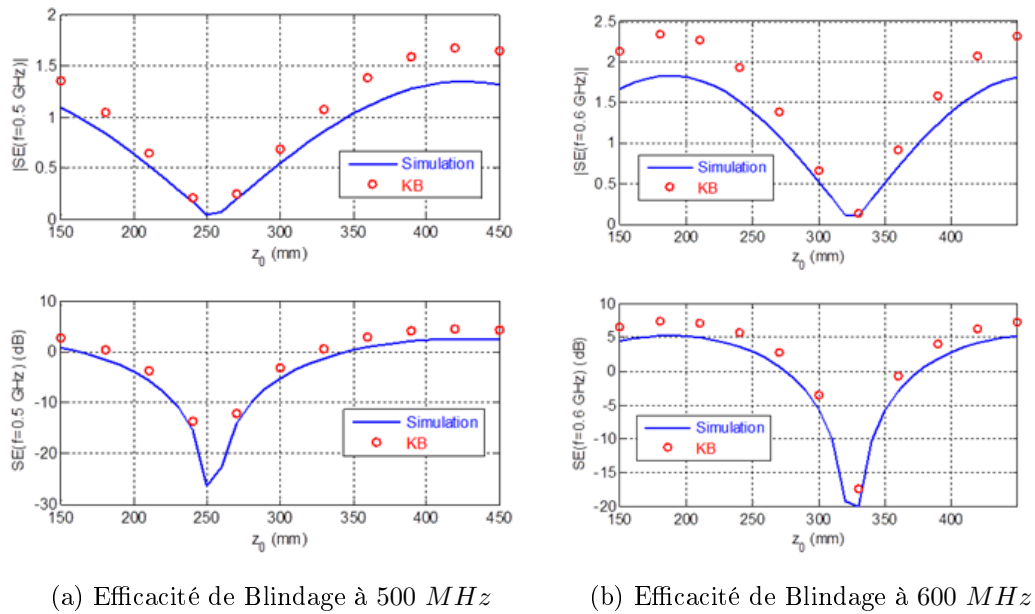 2
1.5
1
0.5
0
|SE(f=0.5 GHz)|
150 200 250 300 350 400 450
z0 (mm)
Simulation
KB
2.5
2
1.5
1
0.5
0
|SE(f=0.6 GHz)|
150 200 250 300 350 400 450
z0 (mm)
Simulation
KB
10
0
-10
-20
-30
SE(f=0.5 GHz) (dB)
150 200 250 300 350 400 450
z0 (mm)
Simulation
KB
10
5
0
-5
-10
-15
-20
SE(f=0.6 GHz) (dB)
150 200 250 300 350 400 450
z0 (mm)
Simulation
KB
(a) Efficacité de Blindage à 500 MHz
(b) Efficacité de Blindage à 600 MHz